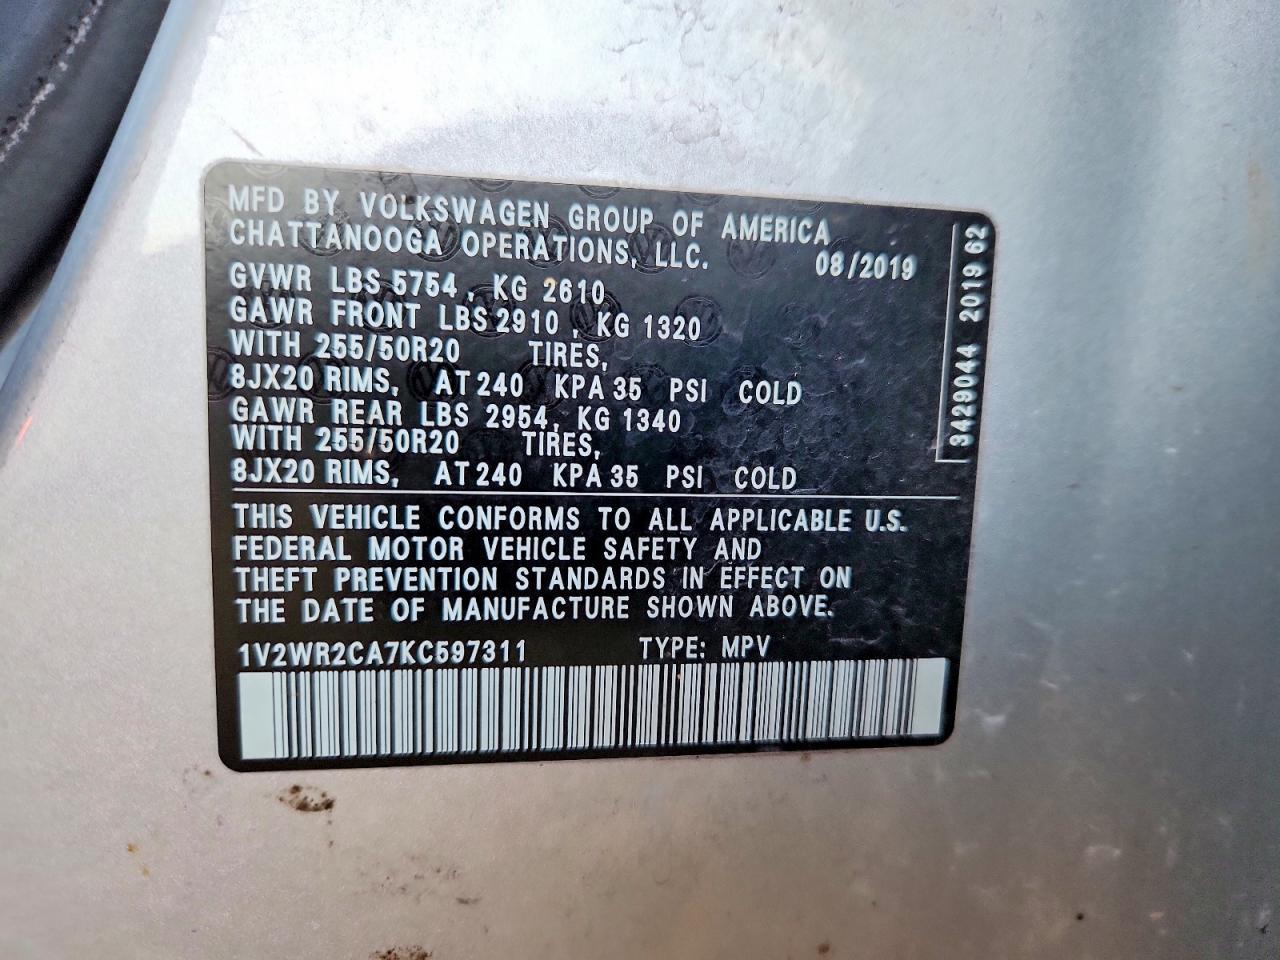 MFD BY VOLKSWAGEN GROUP OF AMERICA
CHATTANOOGA OPERATIONS, LLC. 08/2019
GVWR LBS 5754, KG 2610
GAWR FRONT LBS 2910, KG 1320
WITH 255/50R20 TIRES,
8JX20 RIMS, AT 240 KPA 35 PSI COLD
GAWR REAR LBS 2954, KG 1340
WITH 255/50R20 TIRES,
8JX20 RIMS, AT 240 KPA 35 PSI COLD
3429044 2019 62
THIS VEHICLE CONFORMS TO ALL APPLICABLE U.S.
FEDERAL MOTOR VEHICLE SAFETY AND
THEFT PREVENTION STANDARDS IN EFFECT ON
THE DATE OF MANUFACTURE SHOWN ABOVE.
1V2WR2CA7KC597311 TYPE: MPV